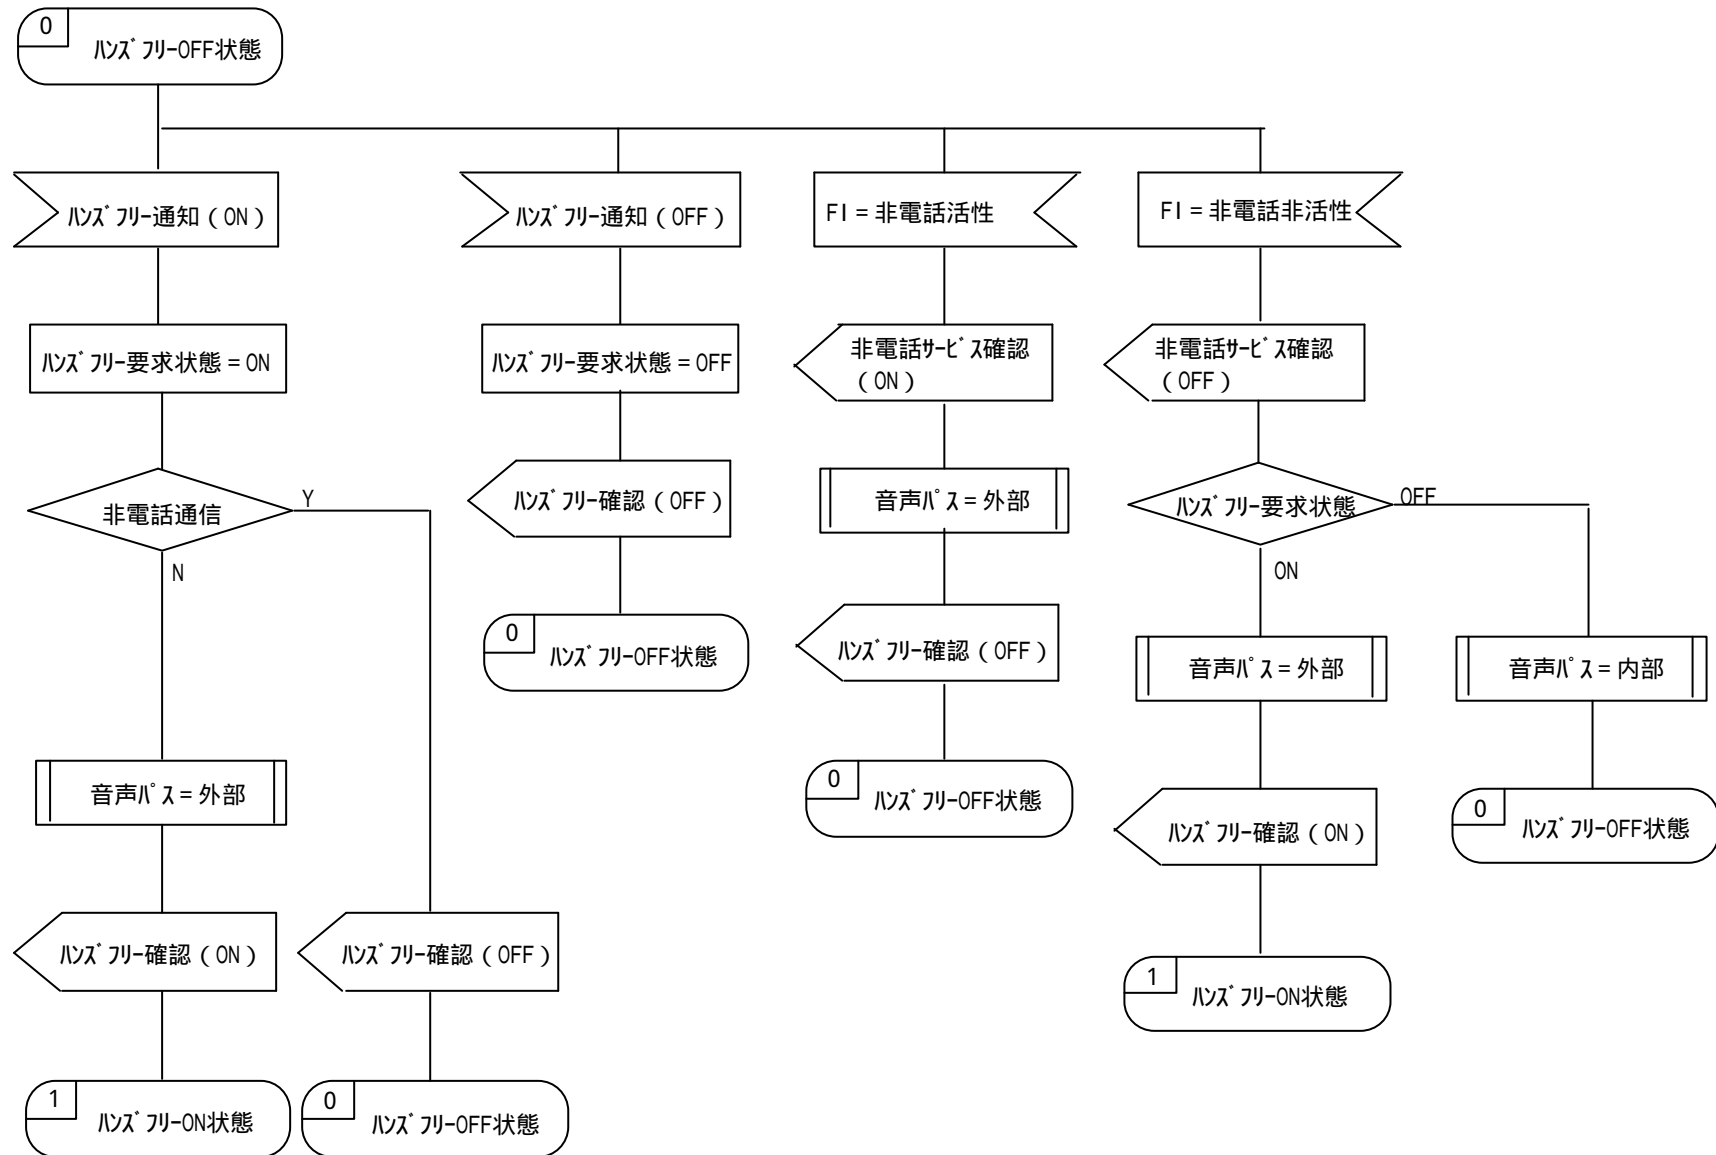 0
ﾊﾝｽﾞﾌﾘｰOFF状態
ﾊﾝｽﾞﾌﾘｰ通知（ON）
ﾊﾝｽﾞﾌﾘｰ通知（OFF）
FI＝非電話活性
FI＝非電話非活性
ﾊﾝｽﾞﾌﾘｰ要求状態＝ON
ﾊﾝｽﾞﾌﾘｰ要求状態＝OFF
非電話ｻｰﾋﾞｽ確認
（ON）
非電話ｻｰﾋﾞｽ確認
（OFF）
非電話通信
Y
N
ﾊﾝｽﾞﾌﾘｰ確認（OFF）
音声ﾊﾟｽ＝外部
ﾊﾝｽﾞﾌﾘｰ要求状態
OFF
ON
0
ﾊﾝｽﾞﾌﾘｰOFF状態
ﾊﾝｽﾞﾌﾘｰ確認（OFF）
音声ﾊﾟｽ＝外部
音声ﾊﾟｽ＝内部
音声ﾊﾟｽ＝外部
0
ﾊﾝｽﾞﾌﾘｰOFF状態
ﾊﾝｽﾞﾌﾘｰ確認（ON）
0
ﾊﾝｽﾞﾌﾘｰOFF状態
ﾊﾝｽﾞﾌﾘｰ確認（ON）
ﾊﾝｽﾞﾌﾘｰ確認（OFF）
1
ﾊﾝｽﾞﾌﾘｰON状態
1
ﾊﾝｽﾞﾌﾘｰON状態
0
ﾊﾝｽﾞﾌﾘｰOFF状態